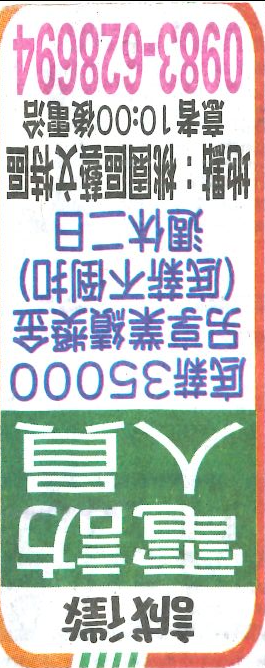 誠徵
電訪
人員
底薪35000
另享業績獎金
(底薪不倒扣)
週休二日
地點：桃園區藝文特區
意者10:00後電洽
0983-628694